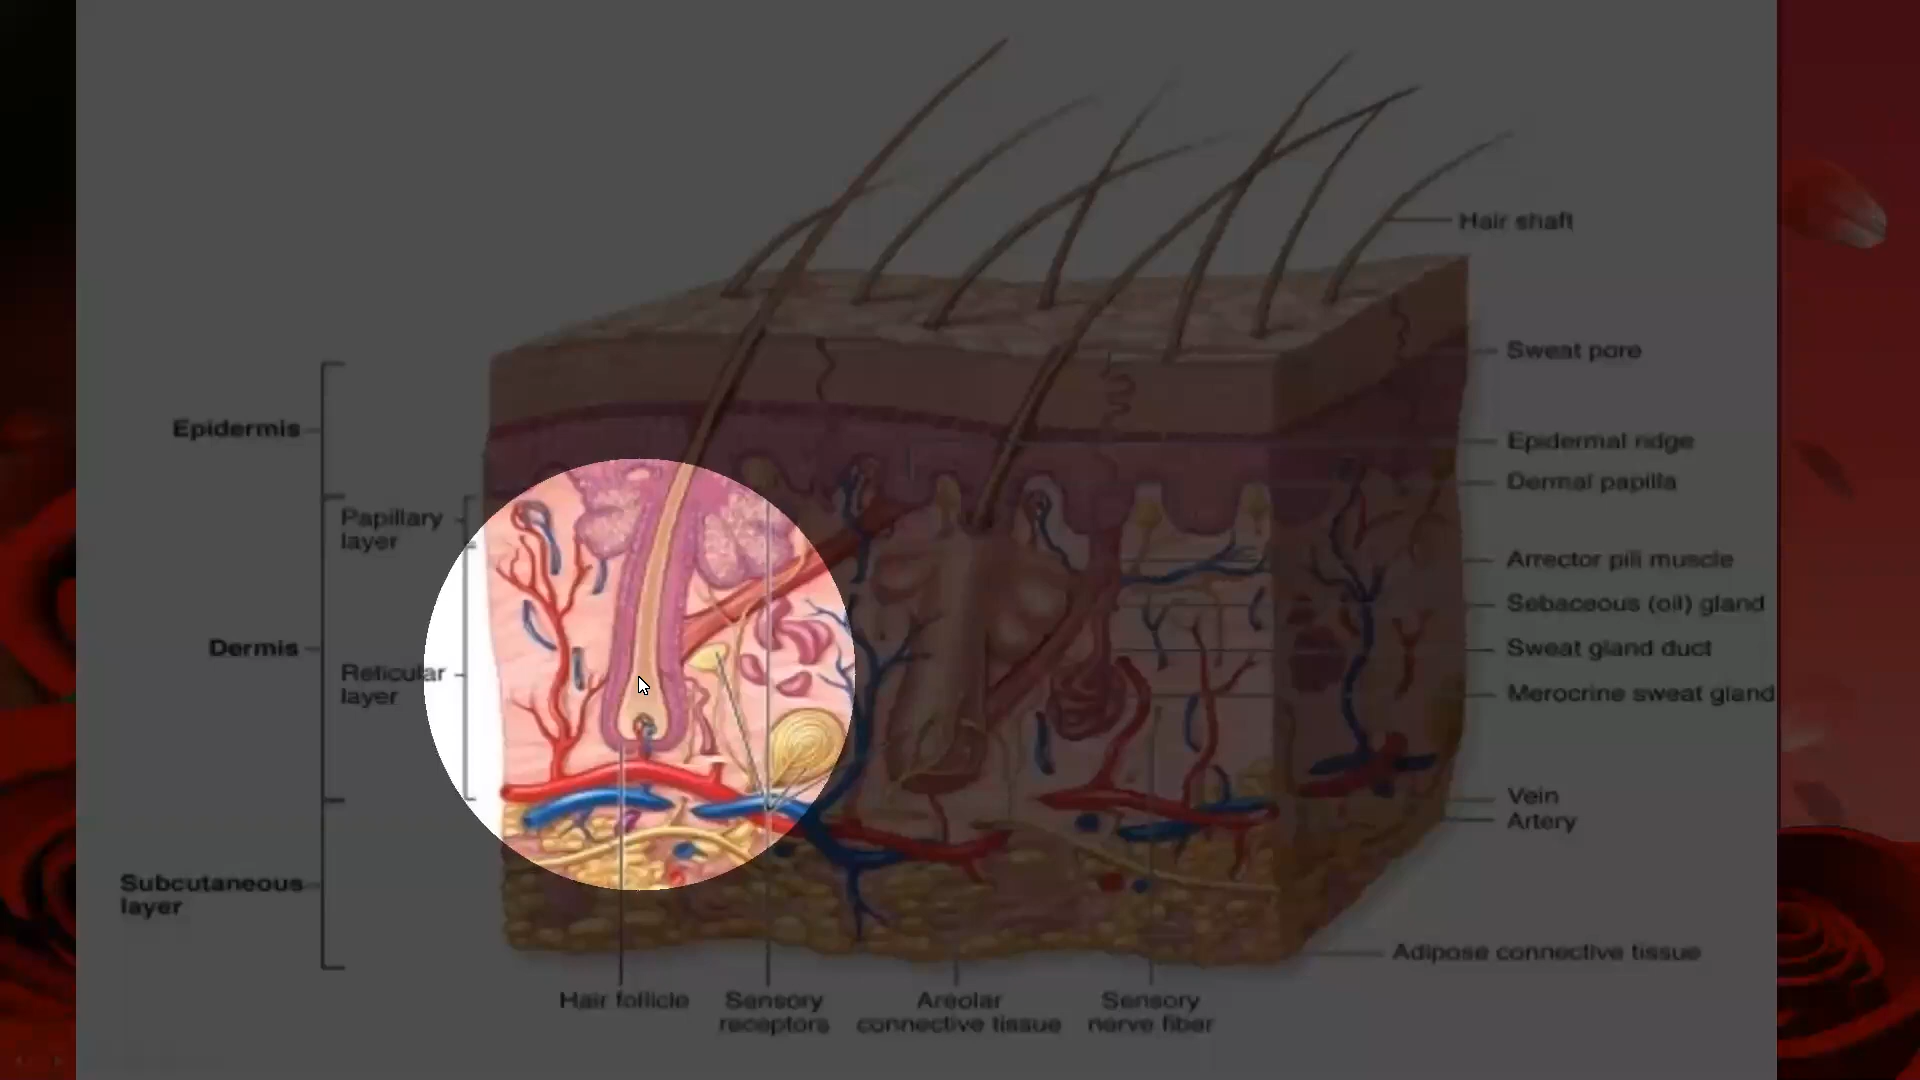 Hair shaft
Sweat pore
Epidermis
Epidermal ridge
Dermal papilla
Papillary
layer
Arrector pili muscle
Sebaceous (oil) gland
Dermis
Sweat gland duct
Reticular
layer
Merocrine sweat gland
Vein
Artery
Subcutaneous
layer
Adipose connective tissue
Hair follicle
Sensory
receptors
Areolar
connective tissue
Sensory
nerve fiber